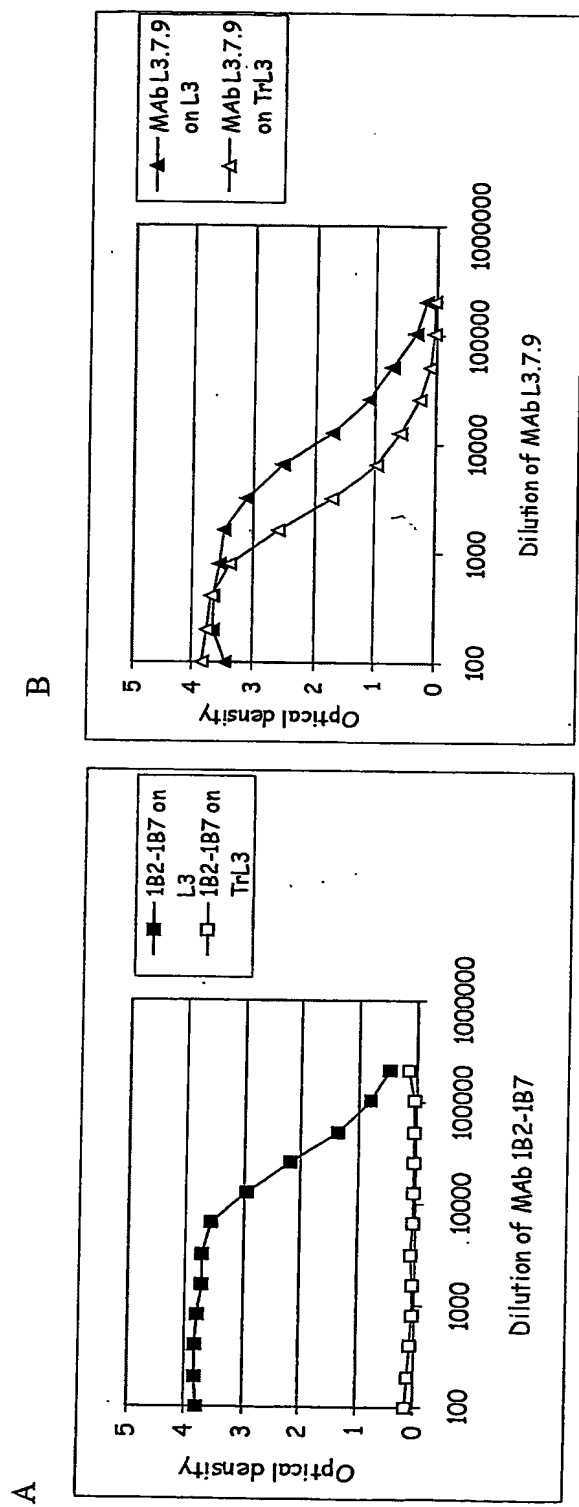 A
5
4
3
2
1
0
Optical density
100
1000
10000
100000
1000000
Dilution of MAb 1B2-1B7
1B2-1B7 on
L3
1B2-1B7 on
TrL3
B
5
4
3
2
1
0
Optical density
100
1000
10000
100000
1000000
Dilution of MAb L3.7.9
MAb L3.7.9
on L3
MAb L3.7.9
on TrL3